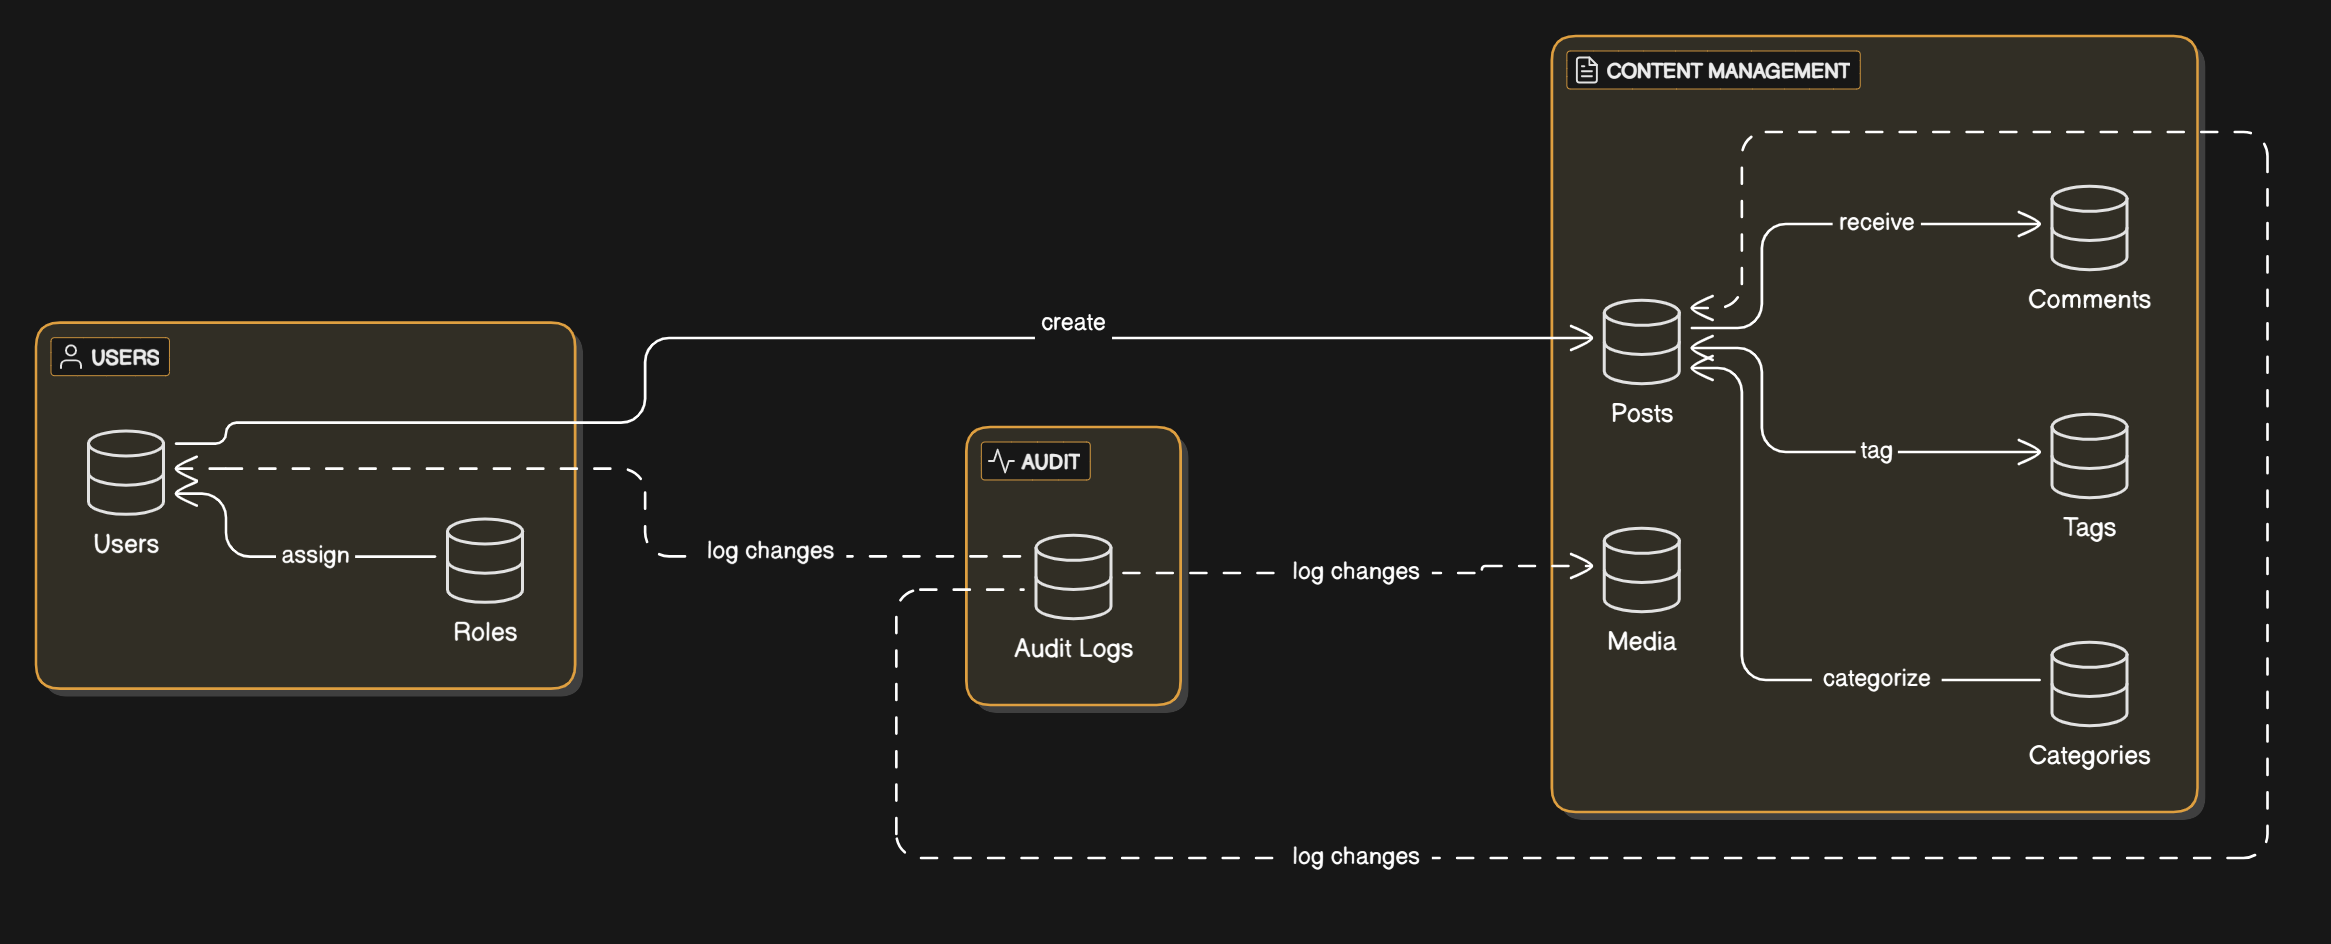 CONTENT MANAGEMENT
receive
Comments
create
USERS
Posts
tag
AUDIT
Tags
Users
assign
log changes
log changes
Roles
Audit Logs
Media
categorize
Categories
log changes